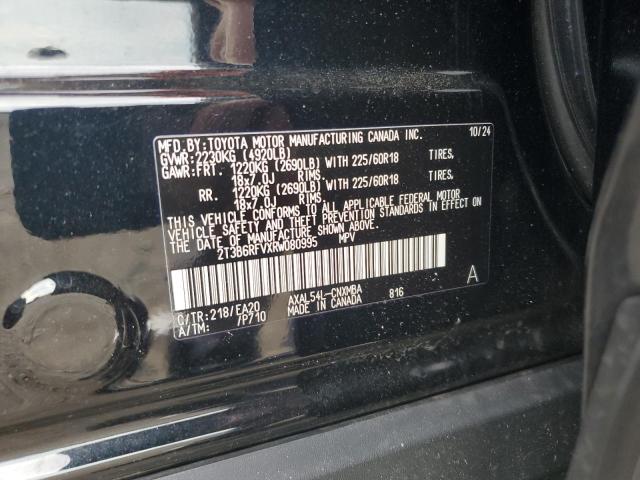 MFD.BY:TOYOTA MOTOR MANUFACTURING CANADA INC. 10/24
GVWR:2230KG (4920LB)
GAWR:FRT. 1220KG (2690LB) WITH 225/60R18 TIRES,
18x7.0J RIMS,
RR. 1220KG (2690LB) WITH 225/60R18 TIRES,
18x7.0J RIMS.
THIS VEHICLE CONFORMS TO ALL APPLICABLE FEDERAL MOTOR
VEHICLE SAFETY AND THEFT PREVENTION STANDARDS IN EFFECT
ON THE DATE OF MANUFACTURE SHOWN ABOVE.
2T3B6RFVXRW080995 MPV
C/TR:218/EA20 AXAL54L-CNXMBA 816 A
A/TM: /P710 MADE IN CANADA